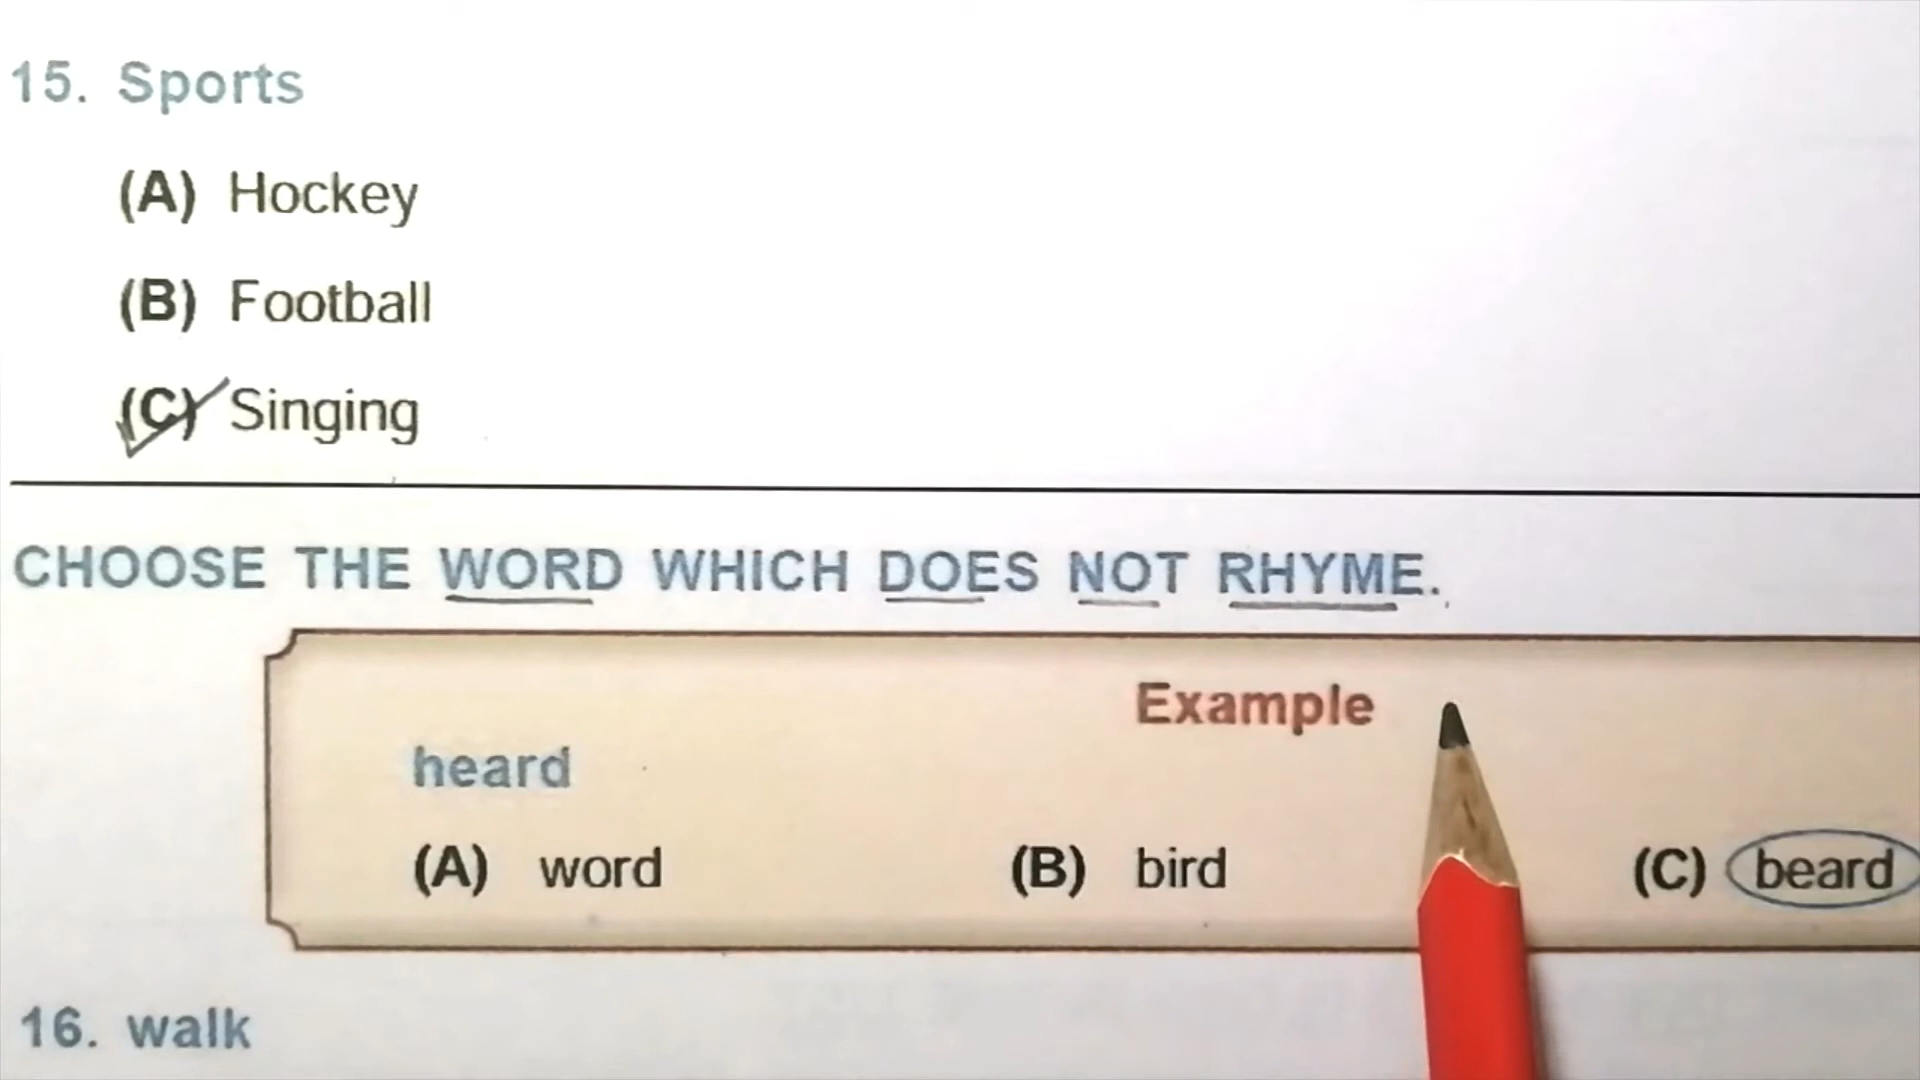 15. Sports
(A) Hockey
(B) Football
(C) Singing
CHOOSE THE WORD WHICH DOES NOT RHYME.
Example
heard
(A) word (B) bird (C) beard
16. walk